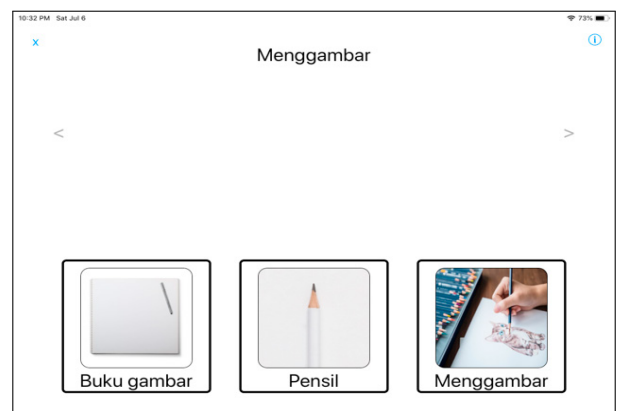 10:32 PM Sat Jul 6
73%
x
Menggambar
<
>
Buku gambar
Pensil
Menggambar